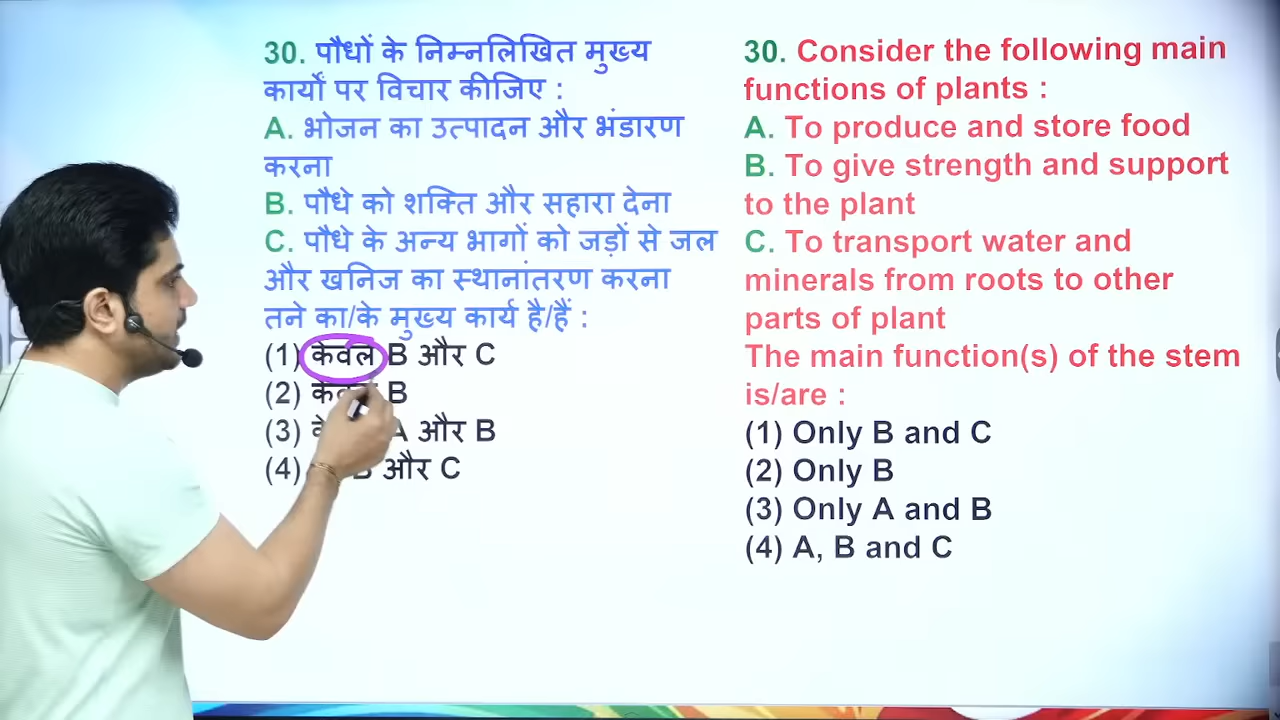 30. पौधों के निम्नलिखित मुख्य
कार्यों पर विचार कीजिए :
A. भोजन का उत्पादन और भंडारण
करना
B. पौधे को शक्ति और सहारा देना
C. पौधे के अन्य भागों को जड़ों से जल
और खनिज का स्थानांतरण करना
तने का/के मुख्य कार्य है/हैं :
(1) केवल B और C
(2) B
(3) A और B
(4) B और C
30. Consider the following main
functions of plants :
A. To produce and store food
B. To give strength and support
to the plant
C. To transport water and
minerals from roots to other
parts of plant
The main function(s) of the stem
is/are :
(1) Only B and C
(2) Only B
(3) Only A and B
(4) A, B and C